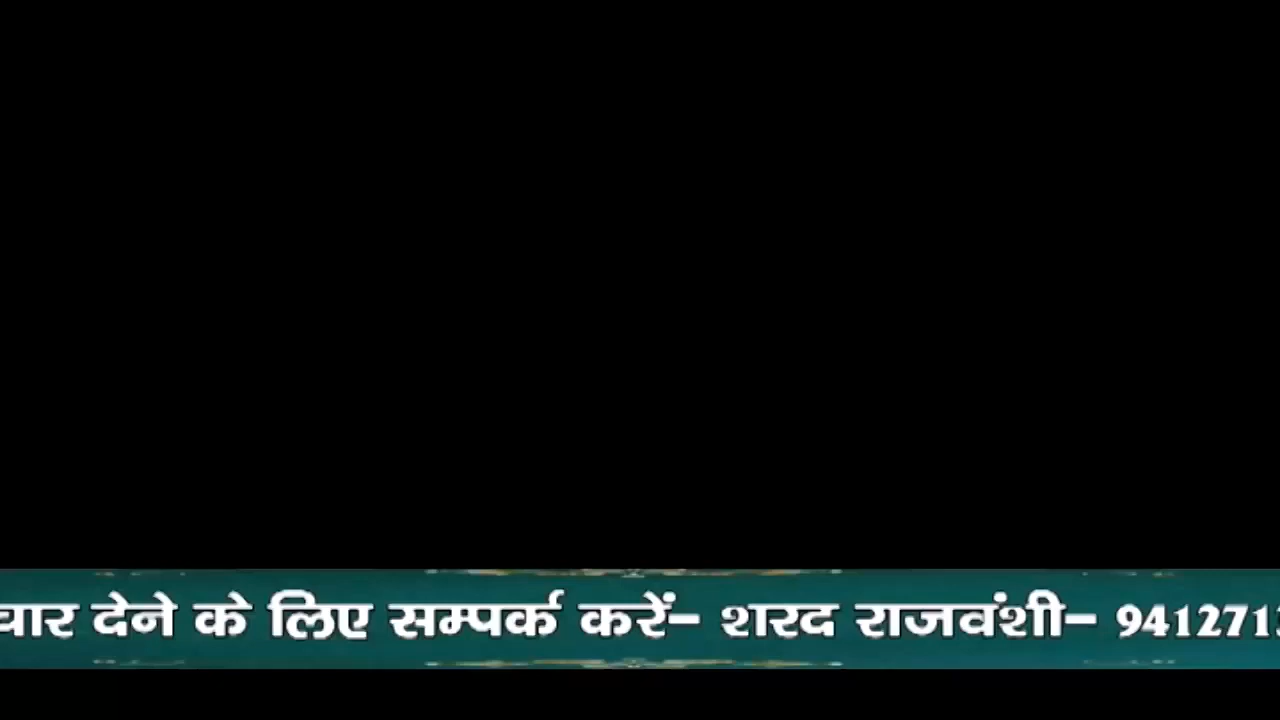 चार देने के लिए सम्पर्क करें- शरद राजवंशी- 941271